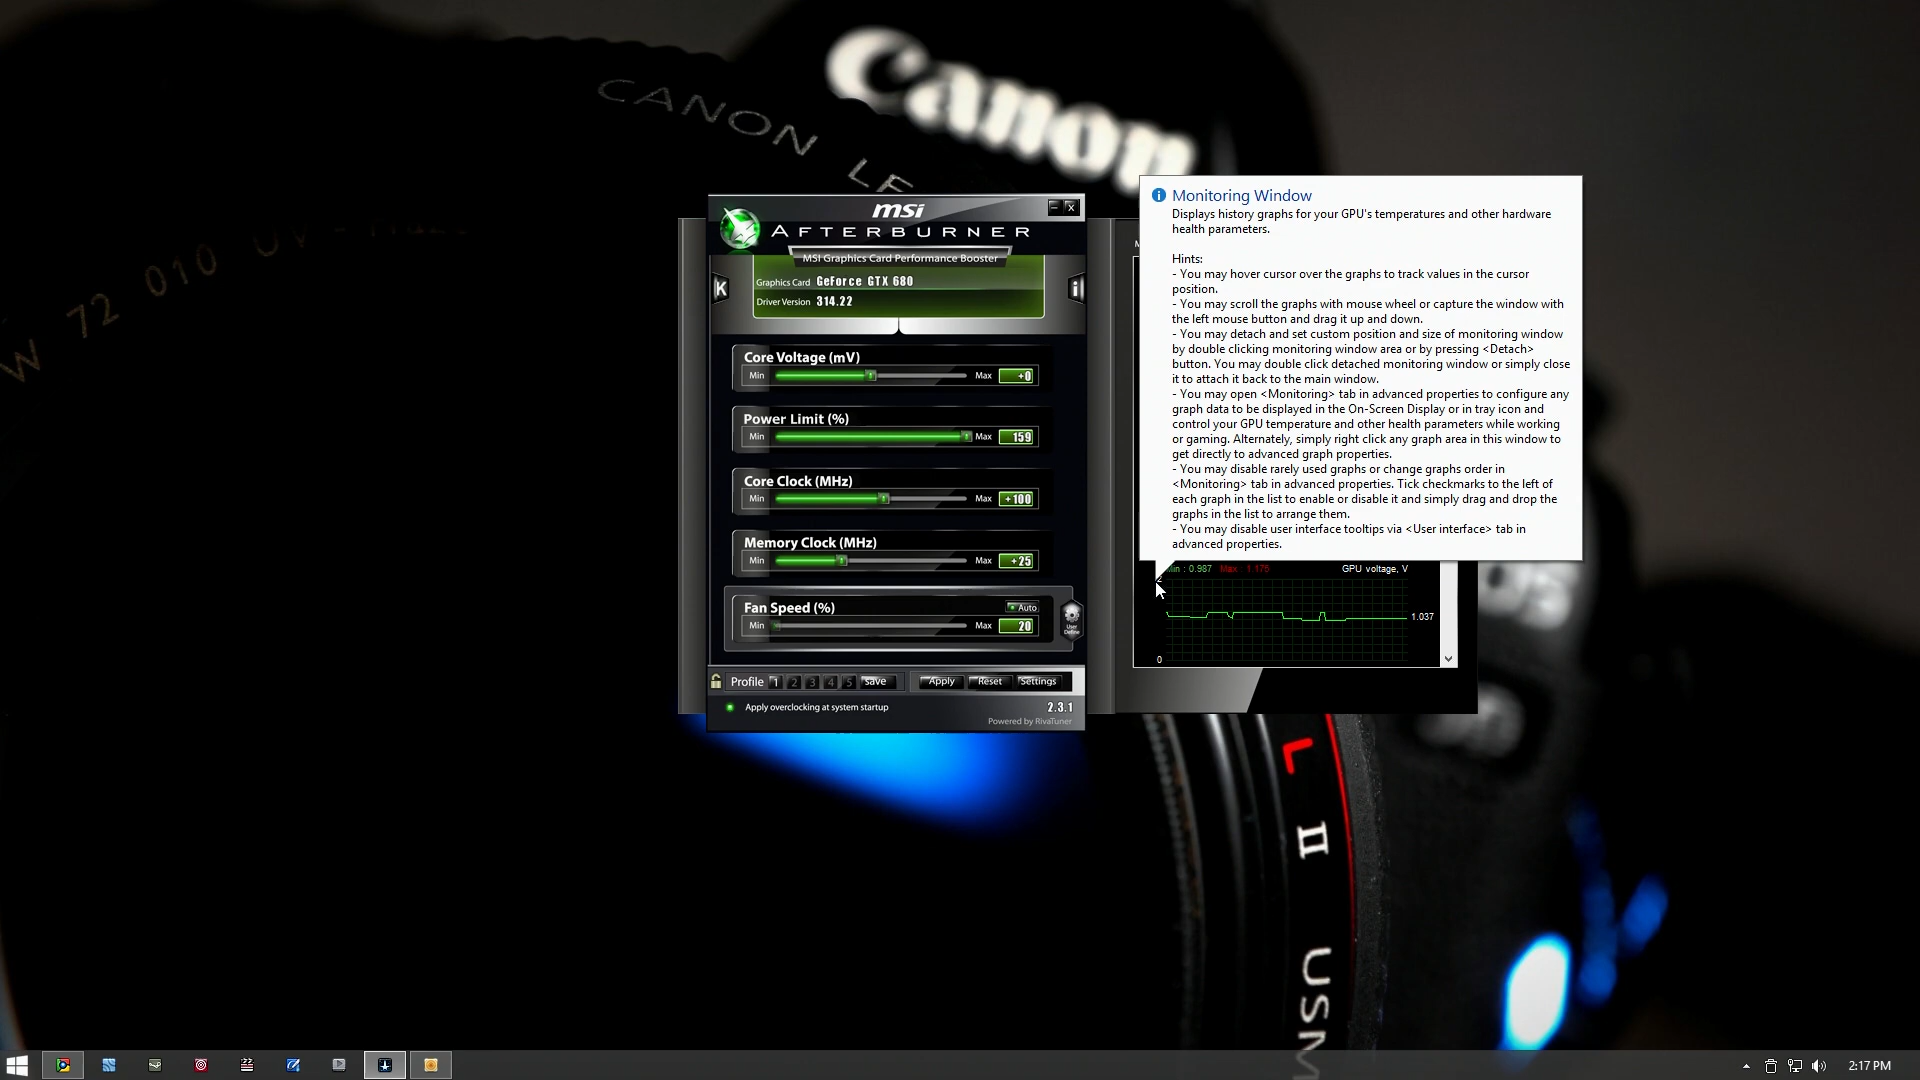 Canon
CANON LE
W 72 010 UV
msi
AFTERBURNER
MSI Graphics Card Performance Booster
Graphics Card GeForce GTX 680
Driver Version 314.22
K
i
Core Voltage (mV)
Min Max +0
Power Limit (%)
Min Max 159
Core Clock (MHz)
Min Max +100
Memory Clock (MHz)
Min Max +25
Fan Speed (%) Auto
Min Max 20
User
Define
Profile 1 2 3 4 5 Save Apply Reset Settings
Apply overclocking at system startup 2.3.1
Powered by RivaTuner
Monitoring Window
Displays history graphs for your GPU's temperatures and other hardware
health parameters.
Hints:
- You may hover cursor over the graphs to track values in the cursor
position.
- You may scroll the graphs with mouse wheel or capture the window with
the left mouse button and drag it up and down.
- You may detach and set custom position and size of monitoring window
by double clicking monitoring window area or by pressing <Detach>
button. You may double click detached monitoring window or simply close
it to attach it back to the main window.
- You may open <Monitoring> tab in advanced properties to configure any
graph data to be displayed in the On-Screen Display or in tray icon and
control your GPU temperature and other health parameters while working
or gaming. Alternately, simply right click any graph area in this window to
get directly to advanced graph properties.
- You may disable rarely used graphs or change graphs order in
<Monitoring> tab in advanced properties. Tick checkmarks to the left of
each graph in the list to enable or disable it and simply drag and drop the
graphs in the list to arrange them.
- You may disable user interface tooltips via <User interface> tab in
advanced properties.
Min : 0.987 Max : 1.175 GPU voltage, V
1.037
0
L
II
USM
2:17 PM